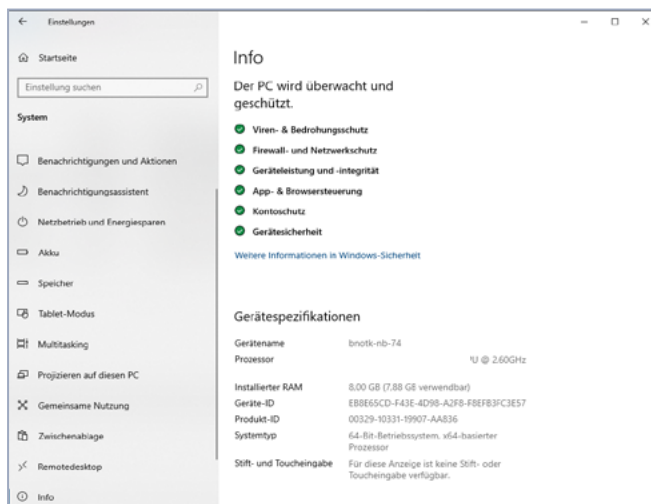 Einstellungen
Startseite
Einstellung suchen
System
Benachrichtigungen und Aktionen
Benachrichtigungsassistent
Netzbetrieb und Energiesparen
Akku
Speicher
Tablet-Modus
Multitasking
Projizieren auf diesen PC
Gemeinsame Nutzung
Zwischenablage
Remotedesktop
Info
Info
Der PC wird überwacht und
geschützt.
Viren- & Bedrohungsschutz
Firewall- und Netzwerkschutz
Geräteleistung und -integrität
App- & Browsersteuerung
Kontoschutz
Gerätesicherheit
Weitere Informationen in Windows-Sicherheit
Gerätespezifikationen
Gerätename bnotk-nb-74
Prozessor @ 2.60GHz
Installierter RAM 8,00 GB (7,88 GB verwendbar)
Geräte-ID EB8E65CD-F43E-4D98-A2F8-F8EFB3FC3E57
Produkt-ID 00329-10331-19907-AA836
Systemtyp 64-Bit-Betriebssystem, x64-basierter
Prozessor
Stift- und Toucheingabe Für diese Anzeige ist keine Stift- oder
Toucheingabe verfügbar.